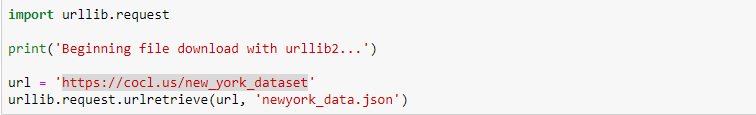 import urllib.request
print('Beginning file download with urllib2...')
url = 'https://cocl.us/new_york_dataset'
urllib.request.urlretrieve(url, 'newyork_data.json')